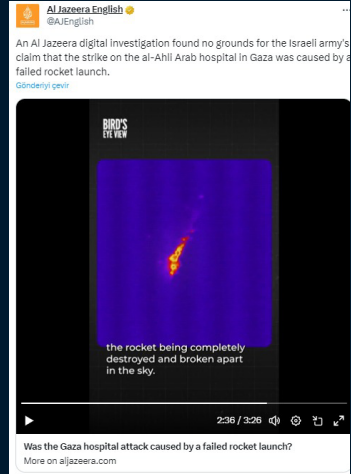 Al Jazeera English
@AJEnglish
An Al Jazeera digital investigation found no grounds for the Israeli army's
claim that the strike on the al-Ahli Arab hospital in Gaza was caused by a
failed rocket launch.
Gönderiyi çevir
BIRD'S
EYE VIEW
the rocket being completely
destroyed and broken apart
in the sky.
2:36 / 3:26
Was the Gaza hospital attack caused by a failed rocket launch?
More on aljazeera.com